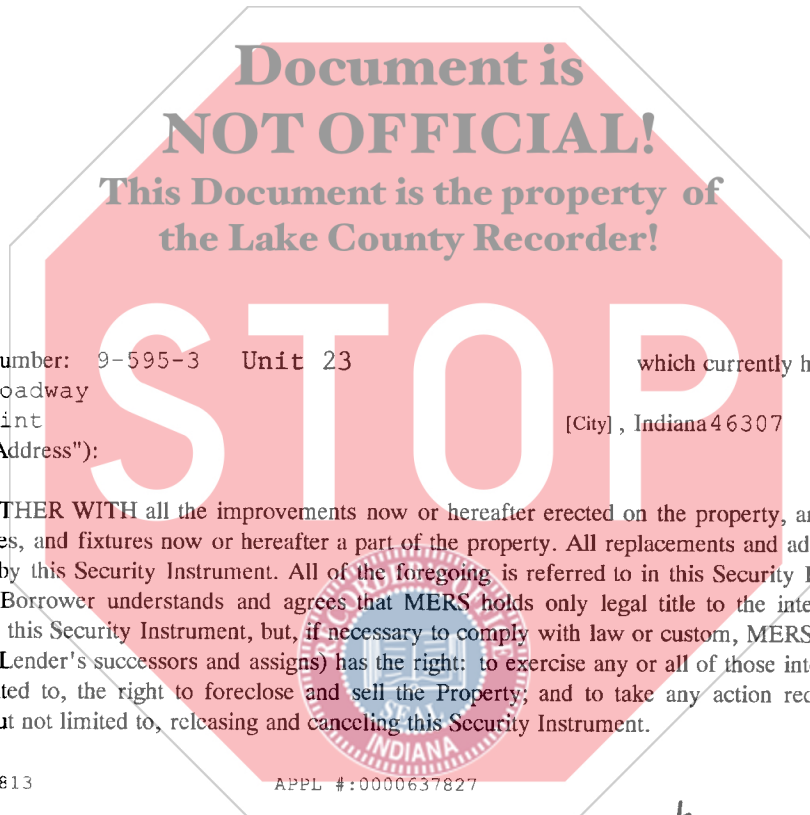 Document is
NOT OFFICIAL!
This Document is the property of
the Lake County Recorder!
STOP
umber: 9-595-3 Unit 23 which currently h
oadway
int [City] , Indiana 46307
Address"):
THER WITH all the improvements now or hereafter erected on the property, a
es, and fixtures now or hereafter a part of the property. All replacements and ad
by this Security Instrument. All of the foregoing is referred to in this Security I
Borrower understands and agrees that MERS holds only legal title to the inte
this Security Instrument, but, if necessary to comply with law or custom, MERS
Lender's successors and assigns) has the right: to exercise any or all of those int
ted to, the right to foreclose and sell the Property; and to take any action rec
ut not limited to, releasing and canceling this Security Instrument.
SEAL
INDIANA
813 APPL #:0000637827